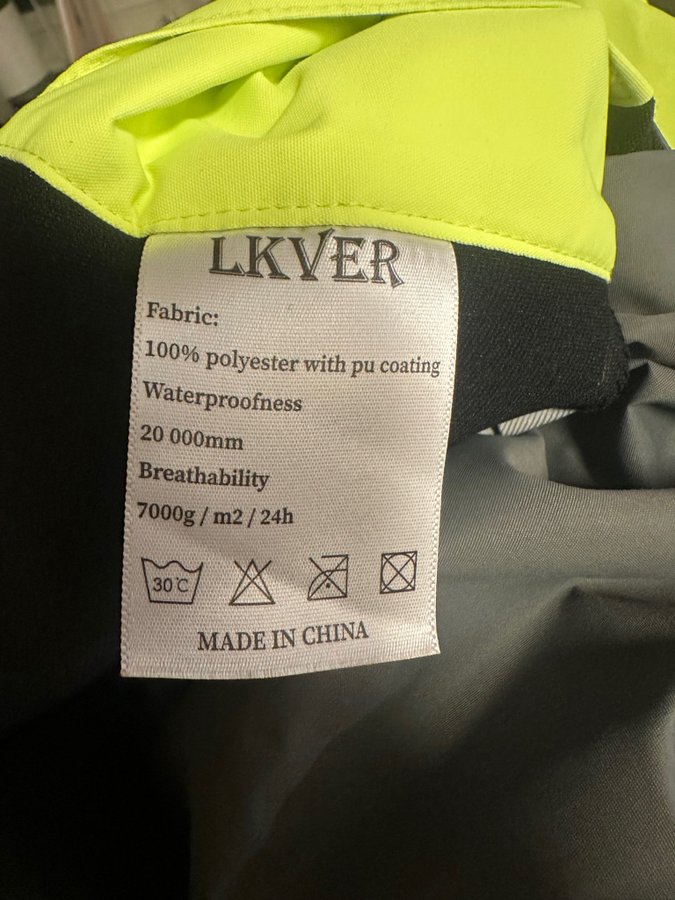 LKVER
Fabric:
100% polyester with pu coating
Waterproofness
20 000mm
Breathability
7000g / m2 / 24h
30°C
MADE IN CHINA